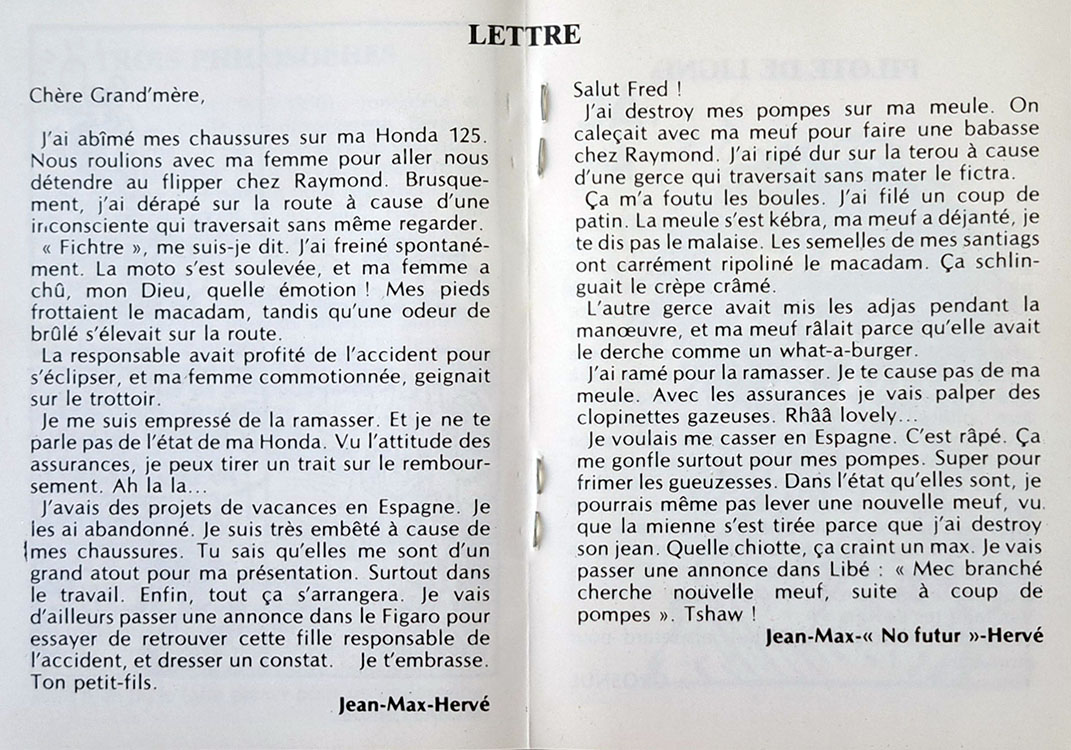 LETTRE
Chère Grand'mère,
J'ai abîmé mes chaussures sur ma Honda 125.
Nous roulions avec ma femme pour aller nous
détendre au flipper chez Raymond. Brusque-
ment, j'ai dérapé sur la route à cause d'une
inconsciente qui traversait sans même regarder.
« Fichtre », me suis-je dit. J'ai freiné spontané-
ment. La moto s'est soulevée, et ma femme a
chû, mon Dieu, quelle émotion ! Mes pieds
frottaient le macadam, tandis qu'une odeur de
brûlé s'élevait sur la route.
La responsable avait profité de l'accident pour
s'éclipser, et ma femme commotionnée, geignait
sur le trottoir.
Je me suis empressé de la ramasser. Et je ne te
parle pas de l'état de ma Honda. Vu l'attitude des
assurances, je peux tirer un trait sur le rembour-
sement. Ah la la...
J'avais des projets de vacances en Espagne. Je
les ai abandonné. Je suis très embêté à cause de
mes chaussures. Tu sais qu'elles me sont d'un
grand atout pour ma présentation. Surtout dans
le travail. Enfin, tout ça s'arrangera. Je vais
d'ailleurs passer une annonce dans le Figaro pour
essayer de retrouver cette fille responsable de
l'accident, et dresser un constat. Je t'embrasse.
Ton petit-fils.
Jean-Max-Hervé
Salut Fred !
J'ai destroy mes pompes sur ma meule. On
caleçait avec ma meuf pour faire une babasse
chez Raymond. J'ai ripé dur sur la terou à cause
d'une gerce qui traversait sans mater le fictra.
Ça m'a foutu les boules. J'ai filé un coup de
patin. La meule s'est kébra, ma meuf a déjanté, je
te dis pas le malaise. Les semelles de mes santiags
ont carrément ripoliné le macadam. Ça schlin-
guait le crèpe crâmé.
L'autre gerce avait mis les adjas pendant la
manœuvre, et ma meuf râlait parce qu'elle avait
le derche comme un what-a-burger.
J'ai ramé pour la ramasser. Je te cause pas de ma
meule. Avec les assurances je vais palper des
clopinettes gazeuses. Rhââ lovely...
Je voulais me casser en Espagne. C'est râpé. Ça
me gonfle surtout pour mes pompes. Super pour
frimer les gueuzesses. Dans l'état qu'elles sont, je
pourrais même pas lever une nouvelle meuf, vu
que la mienne s'est tirée parce que j'ai destroy
son jean. Quelle chiotte, ça craint un max. Je vais
passer une annonce dans Libé : « Mec branché
cherche nouvelle meuf, suite à coup de
pompes ». Tshaw !
Jean-Max-« No futur »-Hervé